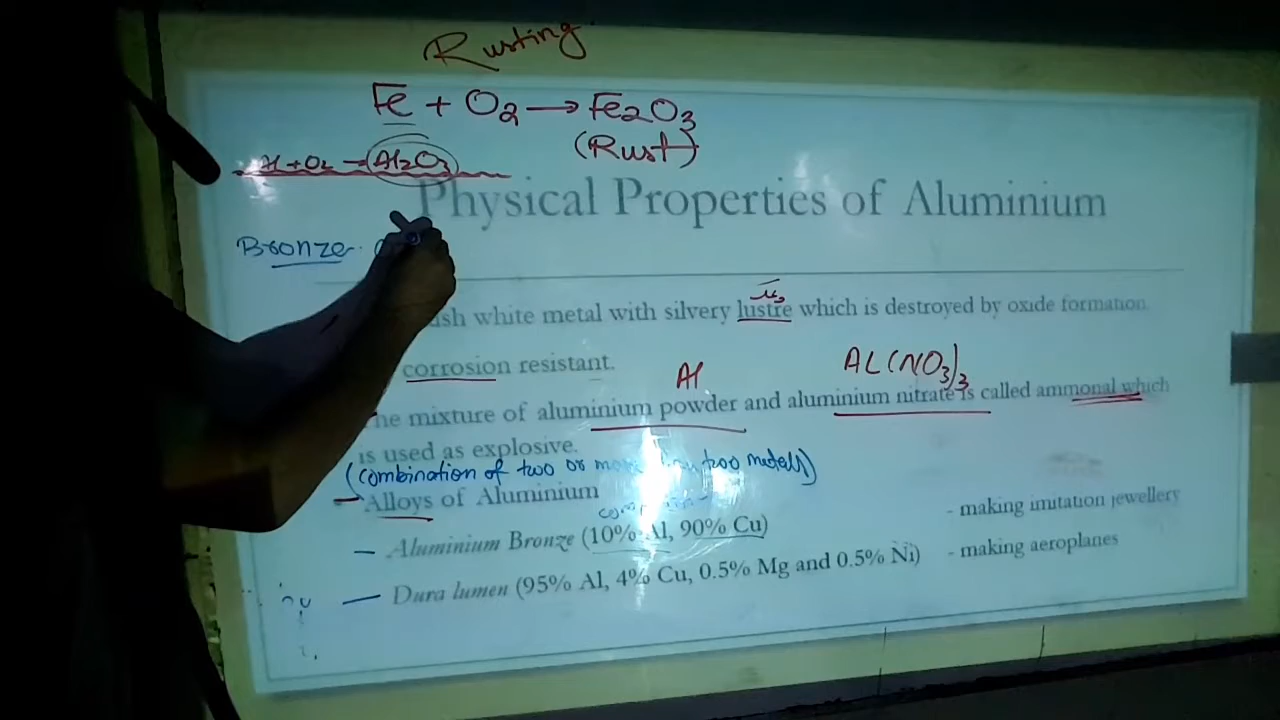 Rusting
Fe + O2 → Fe2O3
(Rust)
Al + O2 → Al2O3
Physical Properties of Aluminium
Bronze
white metal with silvery lustre which is destroyed by oxide formation.
corrosion resistant.
Al
AL(NO3)3
mixture of aluminium powder and aluminium nitrate is called ammonal which
is used as explosive.
(combination of two or more than too metals)
Alloys of Aluminium
Aluminium Bronze (10% Al, 90% Cu) - making imitation jewellery
Dura lumen (95% Al, 4% Cu, 0.5% Mg and 0.5% Ni) - making aeroplanes